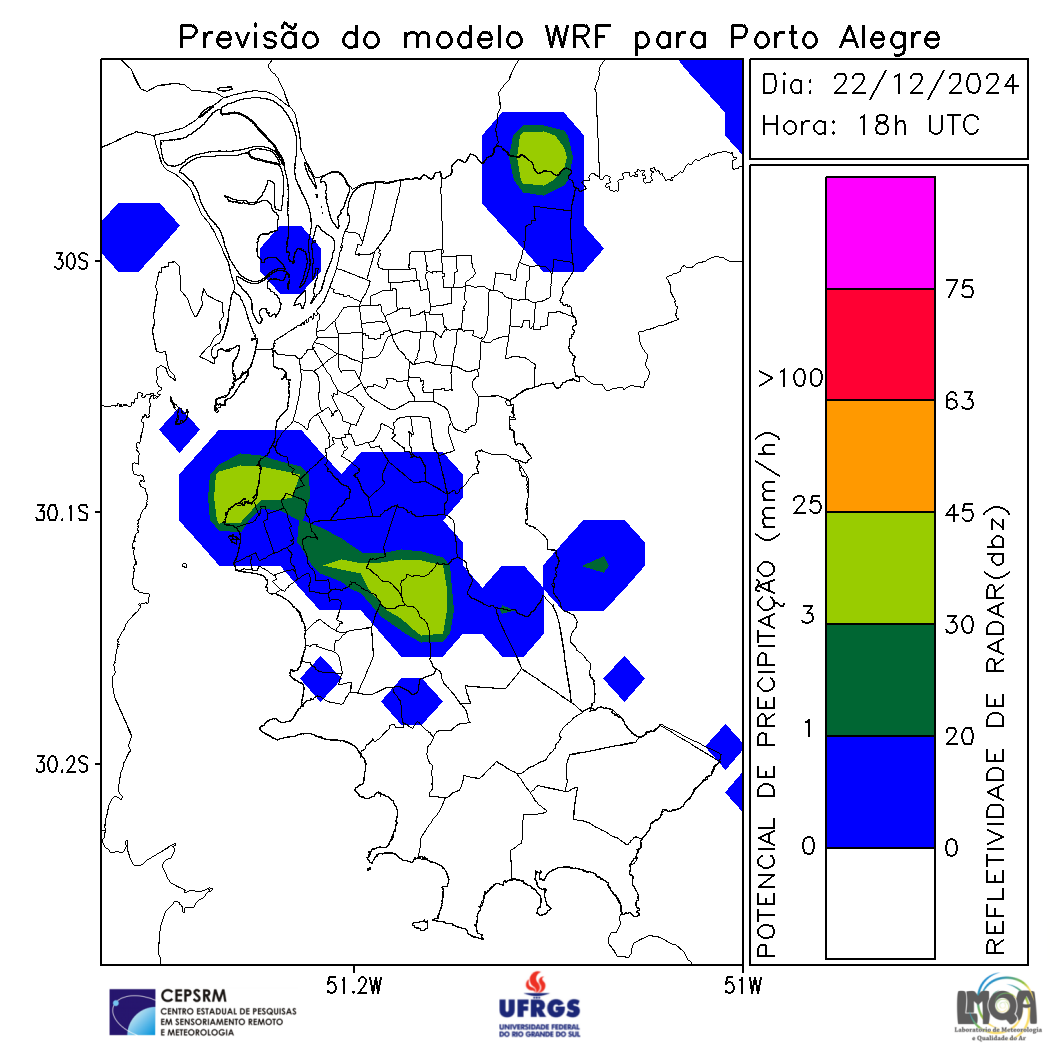 Previsão do modelo WRF para Porto Alegre
Dia: 22/12/2024
Hora: 18h UTC
30S
30.1S
30.2S
51.2W
51W
POTENCIAL DE PRECIPITAÇÃO (mm/h)
>100
25
3
1
0
75
63
45
30
20
0
REFLETIVIDADE DE RADAR(dbz)
CEPSRM
CENTRO ESTADUAL DE PESQUISAS
EM SENSORIAMENTO REMOTO
E METEOROLOGIA
UFRGS
UNIVERSIDADE FEDERAL
DO RIO GRANDE DO SUL
LMQA
Laboratório de Meteorologia
e Qualidade do Ar